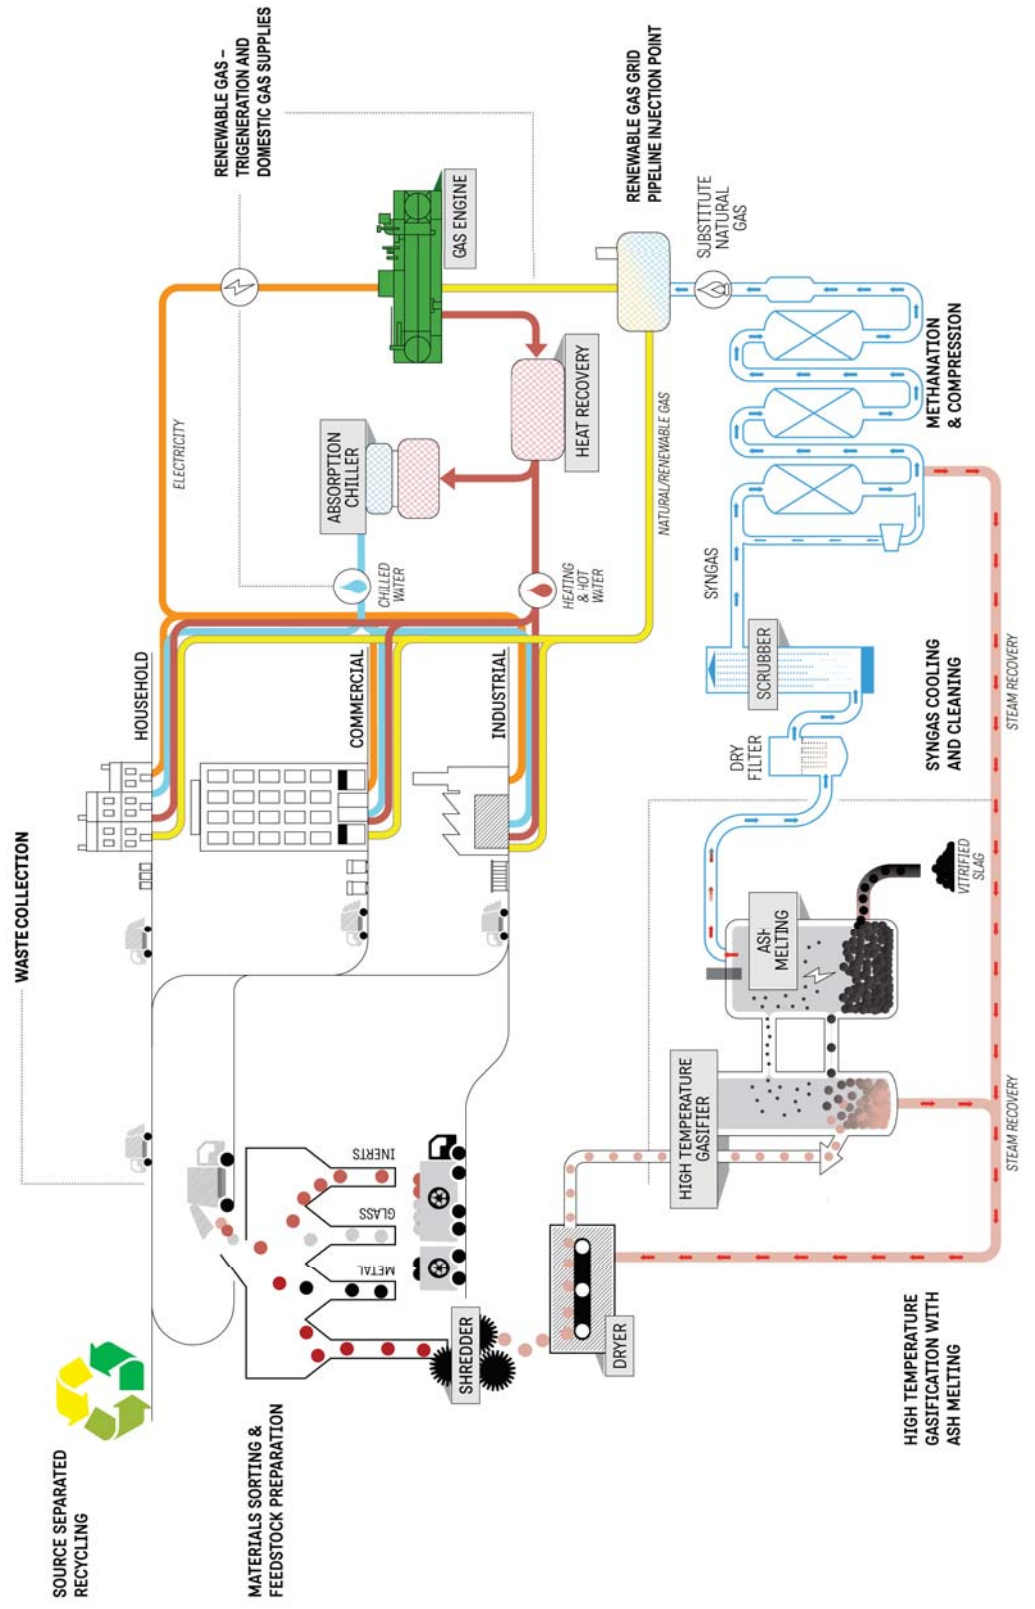 SOURCE SEPARATED
RECYCLING
WASTE COLLECTION
HOUSEHOLD
COMMERCIAL
INDUSTRIAL
ELECTRICITY
RENEWABLE GAS –
TRIGENERATION AND
DOMESTIC GAS SUPPLIES
MATERIALS SORTING &
FEEDSTOCK PREPARATION
METAL
GLASS
INERTS
SHREDDER
DRYER
ABSORPTION
CHILLER
CHILLED
WATER
HEATING
& HOT
WATER
GAS ENGINE
HEAT RECOVERY
NATURAL/RENEWABLE GAS
RENEWABLE GAS GRID
PIPELINE INJECTION POINT
SUBSTITUTE
NATURAL
GAS
HIGH TEMPERATURE
GASIFIER
ASH
MELTING
VITRIFIED
SLAG
DRY
FILTER
SCRUBBER
SYNGAS
HIGH TEMPERATURE
GASIFICATION WITH
ASH MELTING
SYNGAS COOLING
AND CLEANING
METHANATION
& COMPRESSION
STEAM RECOVERY
STEAM RECOVERY